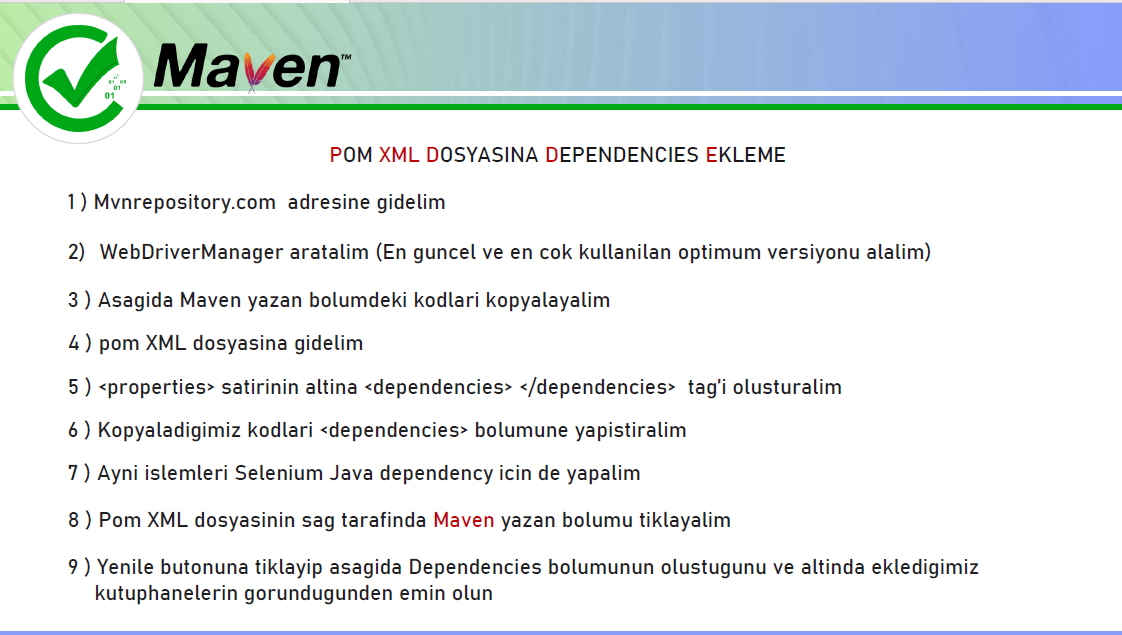 Maven™
01
01
01
01
POM XML DOSYASINA DEPENDENCIES EKLEME
1 ) Mvnrepository.com  adresine gidelim
2)  WebDriverManager aratalim (En guncel ve en cok kullanilan optimum versiyonu alalim)
3 ) Asagida Maven yazan bolumdeki kodlari kopyalayalim
4 ) pom XML dosyasina gidelim
5 ) <properties> satirinin altina <dependencies> </dependencies>  tag’i olusturalim
6 ) Kopyaladigimiz kodlari <dependencies> bolumune yapistiralim
7 ) Ayni islemleri Selenium Java dependency icin de yapalim
8 ) Pom XML dosyasinin sag tarafinda Maven yazan bolumu tiklayalim
9 ) Yenile butonuna tiklayip asagida Dependencies bolumunun olustugunu ve altinda ekledigimiz
kutuphanelerin gorundugunden emin olun